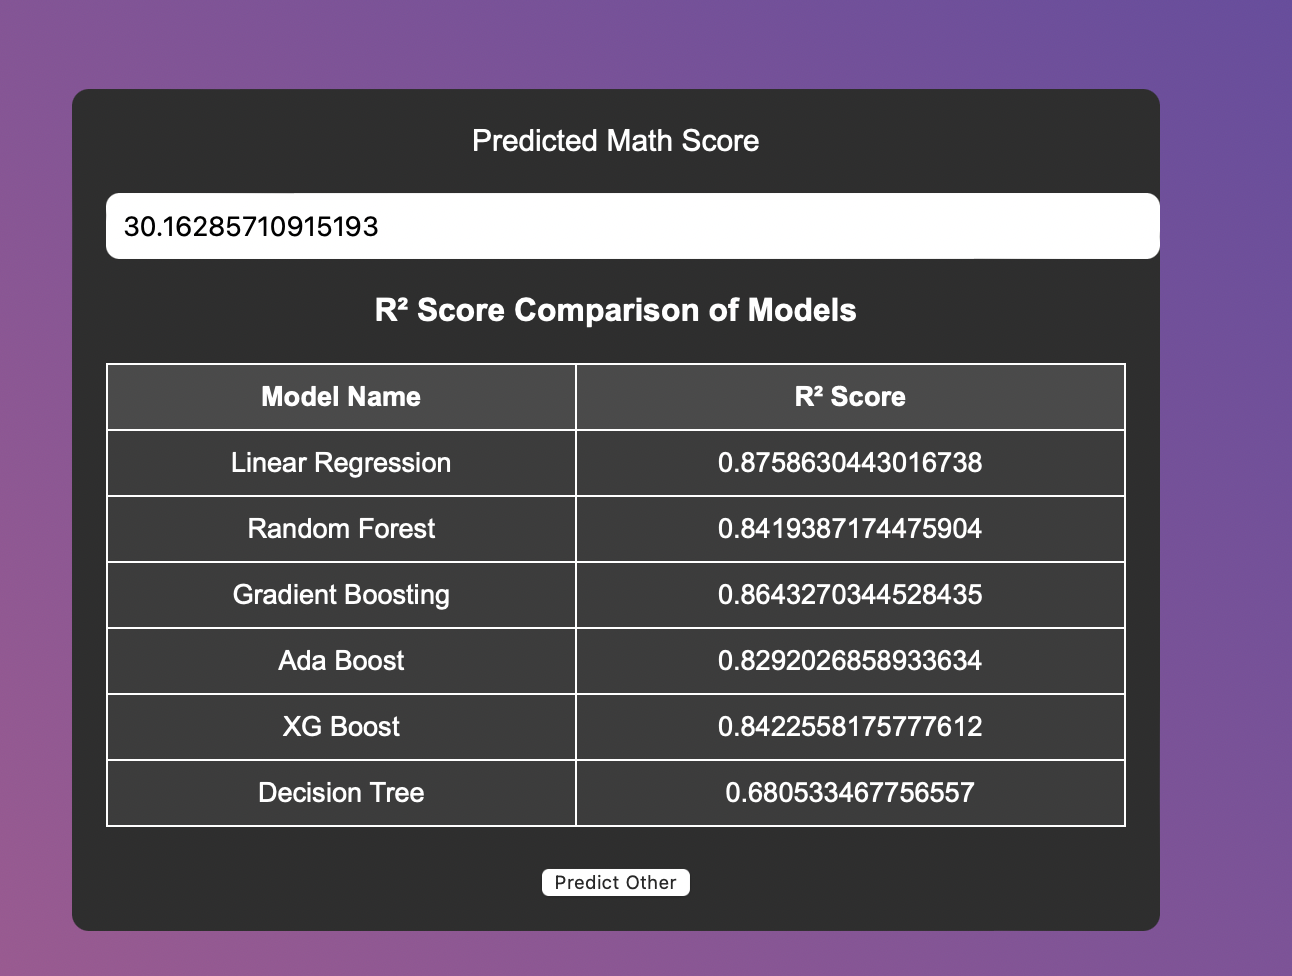 Predicted Math Score
30.16285710915193
R² Score Comparison of Models
Model Name R² Score
Linear Regression 0.8758630443016738
Random Forest 0.8419387174475904
Gradient Boosting 0.8643270344528435
Ada Boost 0.8292026858933634
XG Boost 0.8422558175777612
Decision Tree 0.680533467756557
Predict Other